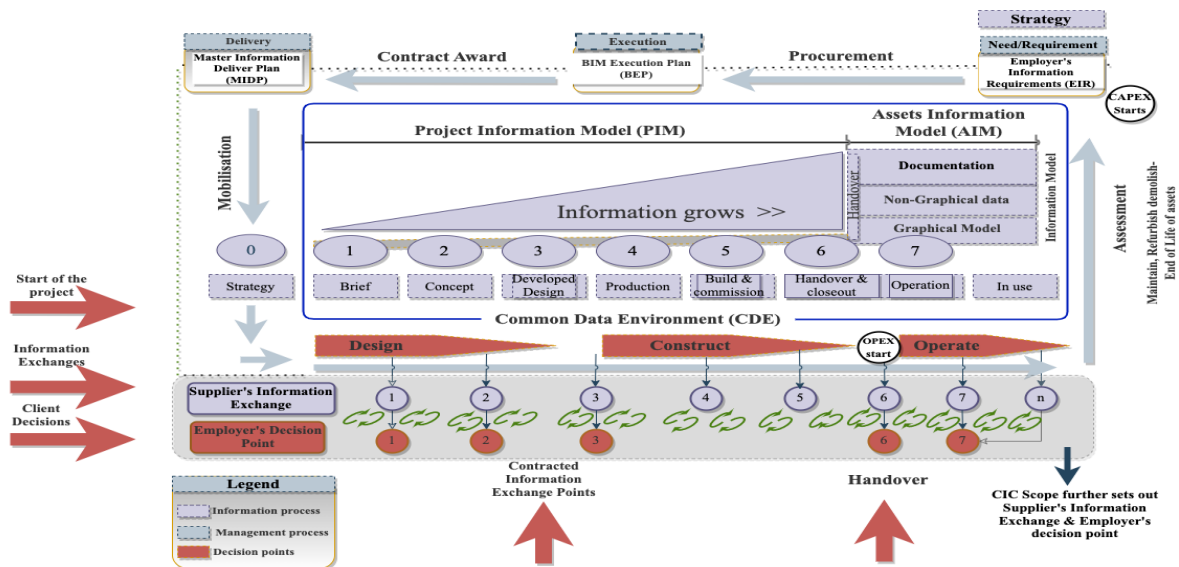 Strategy
Delivery
Master Information
Deliver Plan
(MIDP)
Contract Award
Execution
BIM Execution Plan
(BEP)
Procurement
Need/Requirement
Employer's
Information
Requirements (EIR)
CAPEX
Starts
Mobilisation
Project Information Model (PIM)
Assets Information
Model (AIM)
Information grows >>
Handover
Documentation
Non-Graphical data
Graphical Model
Information Model
Assessment
Maintain, Refurbish demolish-
End of Life of assets
0
1
2
3
4
5
6
7
Strategy
Brief
Concept
Developed
Design
Production
Build &
commission
Handover &
closeout
Operation
In use
Common Data Environment (CDE)
Start of the
project
Information
Exchanges
Client
Decisions
Design
Construct
OPEX
start
Operate
Supplier's Information
Exchange
1
2
3
4
5
6
7
n
Employer's Decision
Point
1
2
3
6
7
Contracted
Information
Exchange Points
Handover
CIC Scope further sets out
Supplier's Information
Exchange & Employer's
decision point
Legend
Information process
Management process
Decision points